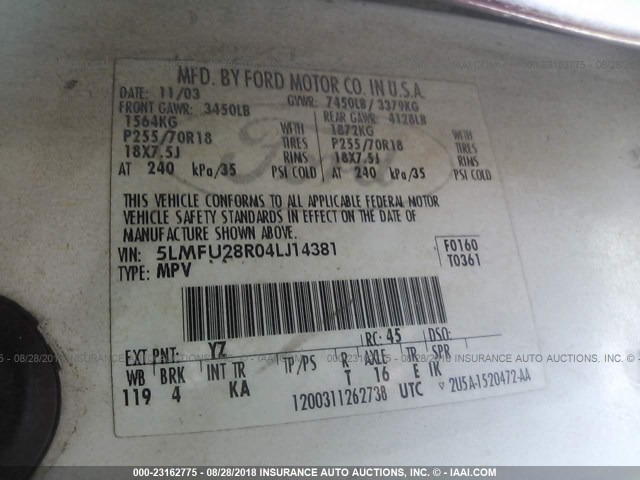 MFD. BY FORD MOTOR CO. IN U.S.A.
DATE: 11/03 GVWR: 7450LB / 3379KG
FRONT GAWR: 3450LB REAR GAWR: 4128LB
1564KG WITH 1872KG WITH
P255/70R18 TIRES P255/70R18 TIRES
18X7.5J RIMS 18X7.5J RIMS
AT 240 kPa/35 PSI COLD AT 240 kPa/35 PSI COLD
THIS VEHICLE CONFORMS TO ALL APPLICABLE FEDERAL MOTOR
VEHICLE SAFETY STANDARDS IN EFFECT ON THE DATE OF
MANUFACTURE SHOWN ABOVE.
VIN: 5LMFU28R04LJ14381 F0160
TYPE: MPV T0361
EXT PNT: YZ RC: 45 DSO:
WB BRK INT TR TP/PS R AXLE TR SPR
119 4 KA T 16 E IK
1200311262738 UTC 2U5A-1520472-AA
000-23162775 - 08/28/2018 INSURANCE AUTO AUCTIONS - IAAI.COM